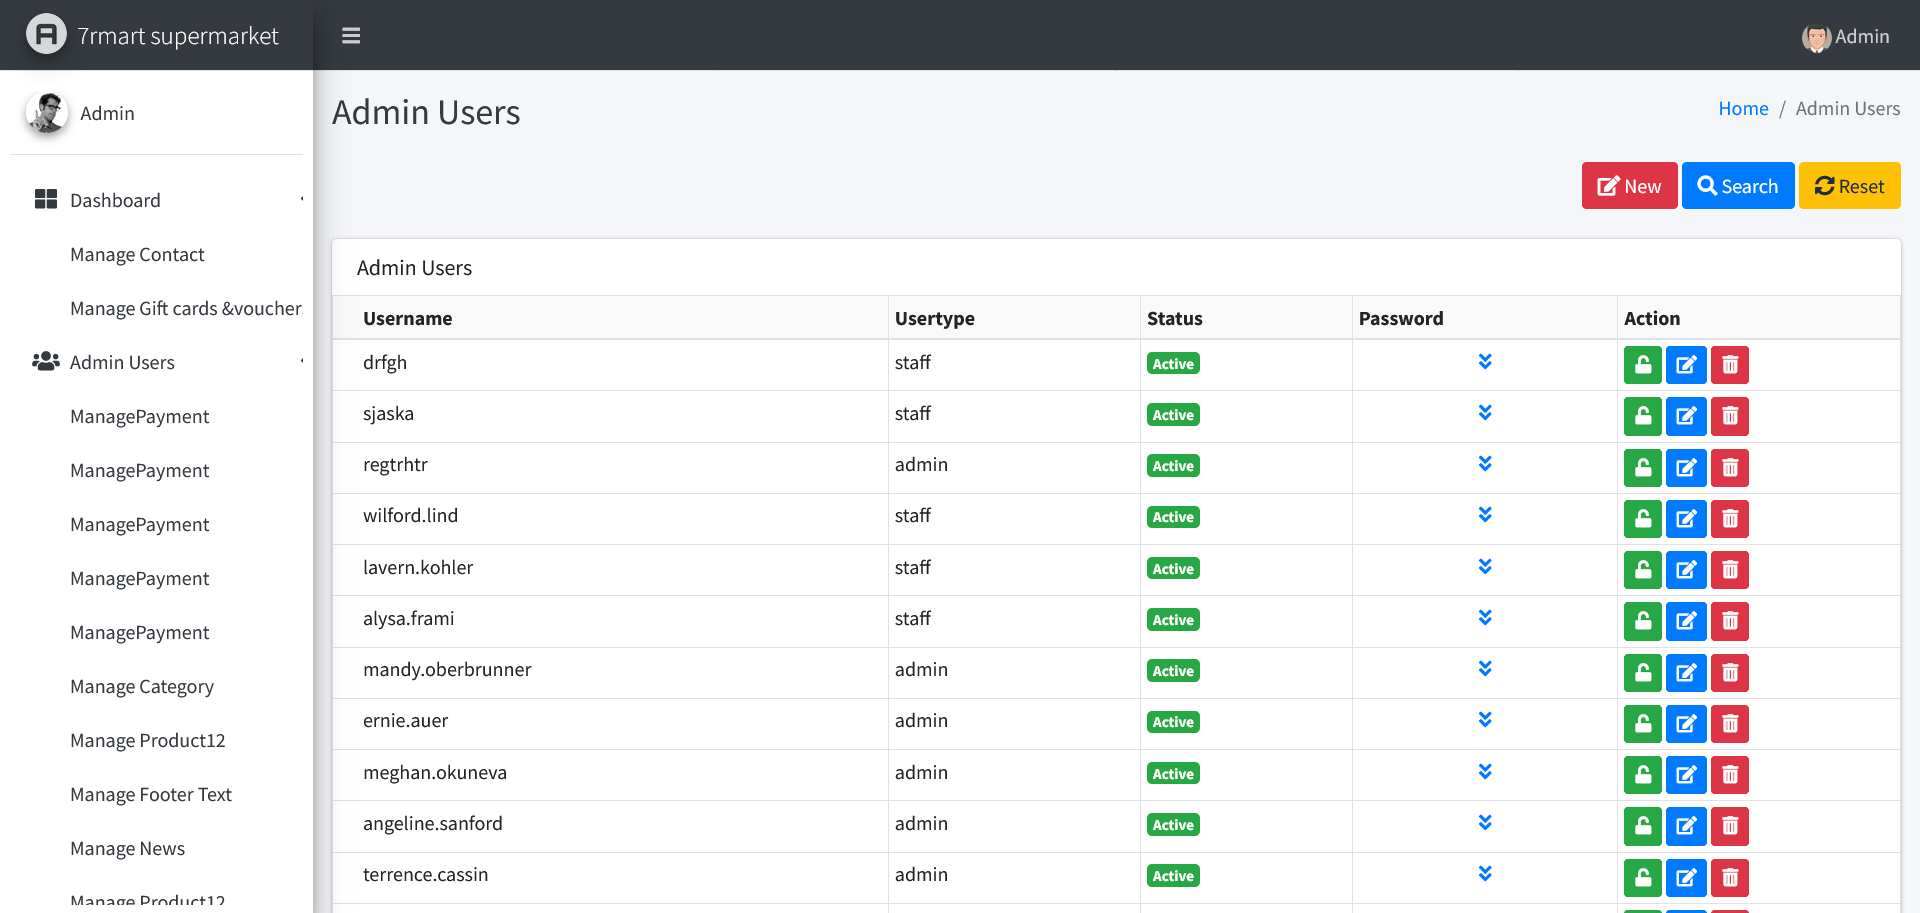 7rmart supermarket
Admin
Admin
Dashboard
Manage Contact
Manage Gift cards &voucher
Admin Users
ManagePayment
ManagePayment
ManagePayment
ManagePayment
ManagePayment
Manage Category
Manage Product12
Manage Footer Text
Manage News
Manage Product12
Admin Users
Home / Admin Users
New Search Reset
Admin Users
Username Usertype Status Password Action
drfgh staff Active
sjaska staff Active
regtrhtr admin Active
wilford.lind staff Active
lavern.kohler staff Active
alysa.frami staff Active
mandy.oberbrunner admin Active
ernie.auer admin Active
meghan.okuneva admin Active
angeline.sanford admin Active
terrence.cassin admin Active